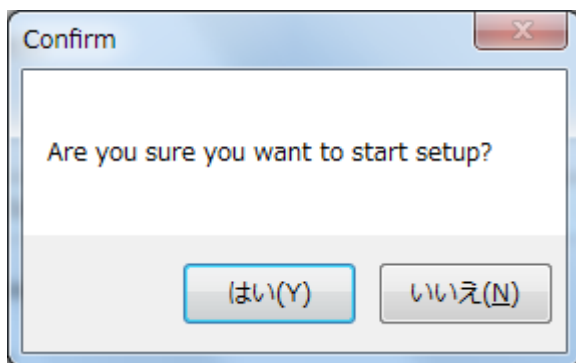 Confirm
Are you sure you want to start setup?
はい(Y)
いいえ(N)